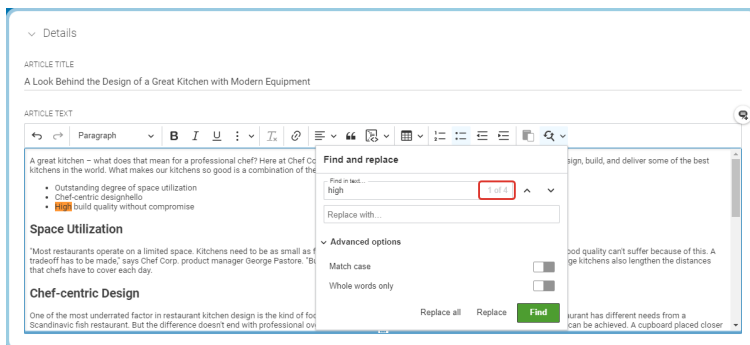 Details
ARTICLE TITLE
A Look Behind the Design of a Great Kitchen with Modern Equipment
ARTICLE TEXT
Paragraph
B I U Tx
A great kitchen – what does that mean for a professional chef? Here at Chef Co
sign, build, and deliver some of the best
kitchens in the world. What makes our kitchens so good is a combination of the
Outstanding degree of space utilization
Chef-centric designhello
High build quality without compromise
Space Utilization
"Most restaurants operate on a limited space. Kitchens need to be as small as f
ood quality can't suffer because of this. A
tradeoff has to be made," says Chef Corp. product manager George Pastore. "Bu
ge kitchens also lengthen the distances
that chefs have to cover each day.
Chef-centric Design
One of the most underrated factor in restaurant kitchen design is the kind of foo
urant has different needs from a
Scandinavic fish restaurant. But the difference doesn't end with professional ov
can be achieved. A cupboard placed closer
Find and replace
Find in text...
high
1 of 4
Replace with...
Advanced options
Match case
Whole words only
Replace all Replace Find